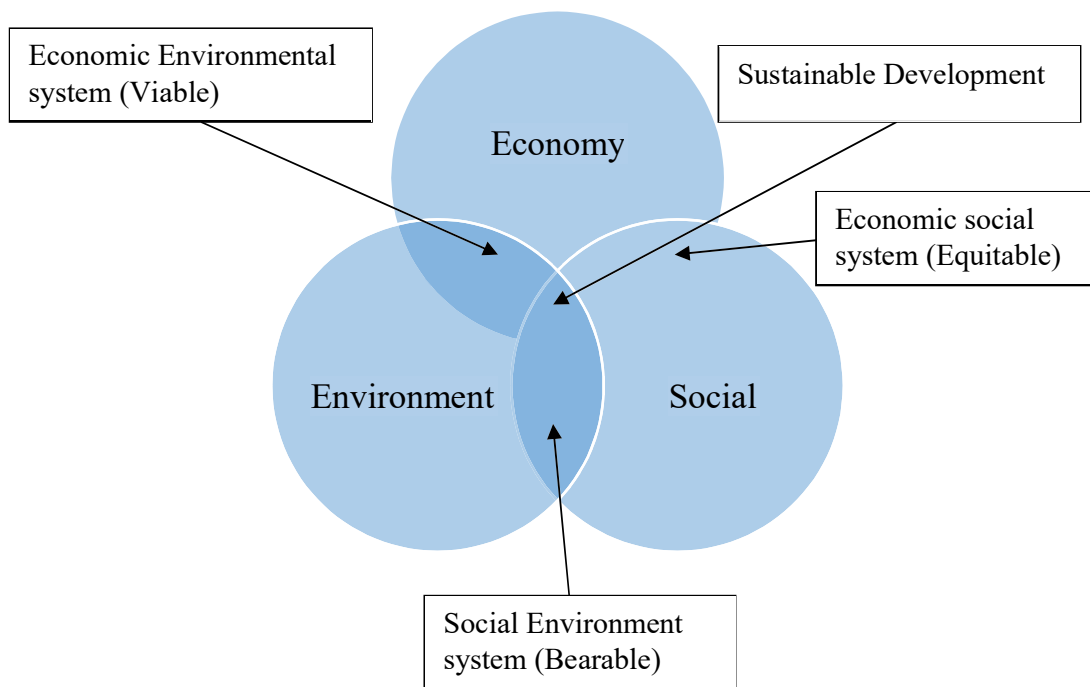 Economic Environmental
system (Viable)
Sustainable Development
Economy
Economic social
system (Equitable)
Environment
Social
Social Environment
system (Bearable)